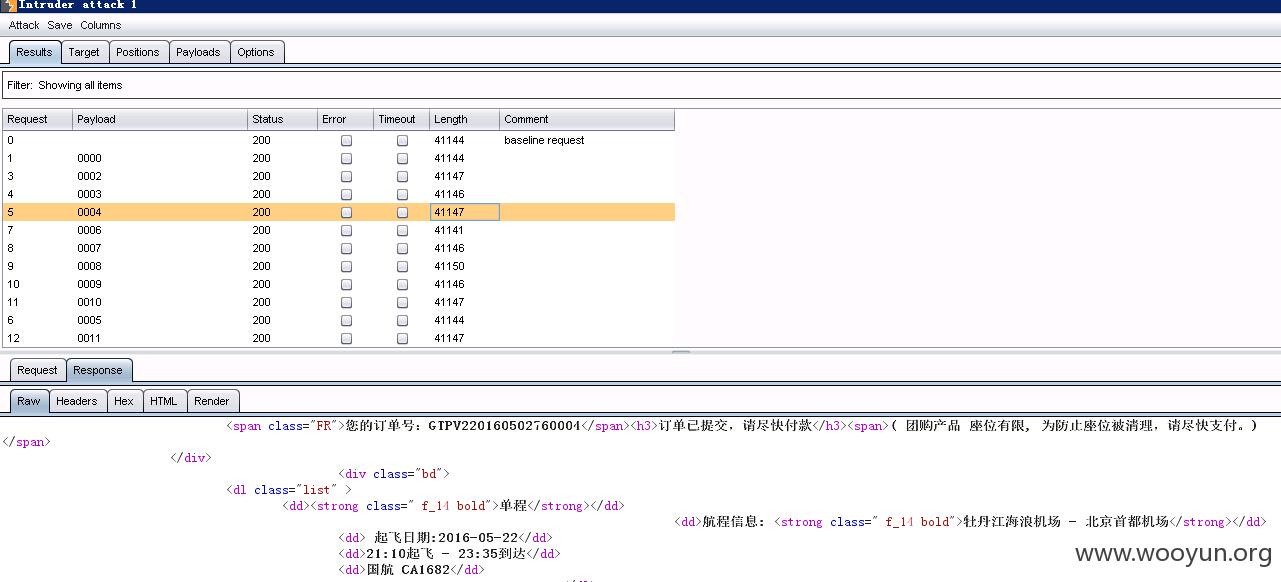 Intruder attack 1
Attack Save Columns
Results Target Positions Payloads Options
Filter: Showing all items
Request Payload Status Error Timeout Length Comment
0 200 41144 baseline request
1 0000 200 41144
3 0002 200 41147
4 0003 200 41146
5 0004 200 41147
7 0006 200 41141
8 0007 200 41146
9 0008 200 41150
10 0009 200 41146
11 0010 200 41147
6 0005 200 41144
12 0011 200 41147
Request Response
Raw Headers Hex HTML Render
<span class="FR">您的订单号：GTPV220160502760004</span><h3>订单已提交，请尽快付款</h3><span>( 团购产品 座位有限, 为防止座位被清理，请尽快支付。)
</span>
</div>
<div class="bd">
<dl class="list" >
<dd><strong class=" f_14 bold">单程</strong></dd>
<dd>航程信息: <strong class=" f_14 bold">牡丹江海浪机场 - 北京首都机场</strong></dd>
<dd> 起飞日期:2016-05-22</dd>
<dd>21:10起飞 - 23:35到达</dd>
<dd>国航 CA1682</dd>
www.wooyun.org